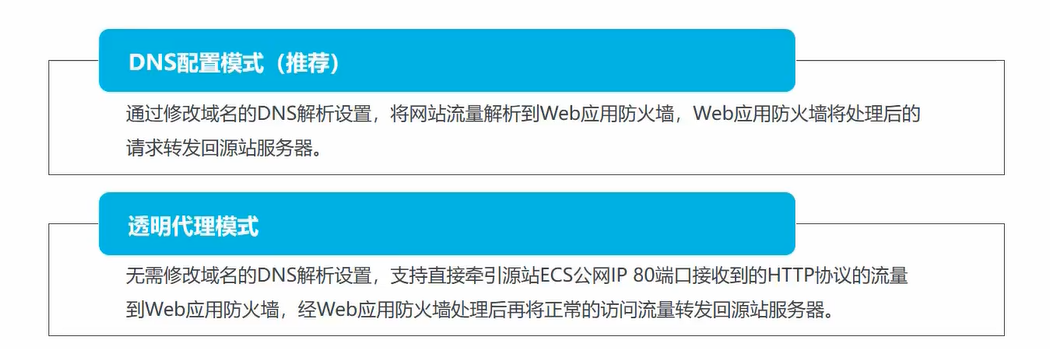 DNS配置模式（推荐）
通过修改域名的DNS解析设置，将网站流量解析到Web应用防火墙，Web应用防火墙将处理后的
请求转发回源站服务器。
透明代理模式
无需修改域名的DNS解析设置，支持直接牵引源站ECS公网IP 80端口接收到的HTTP协议的流量
到Web应用防火墙，经Web应用防火墙处理后再将正常的访问流量转发回源站服务器。